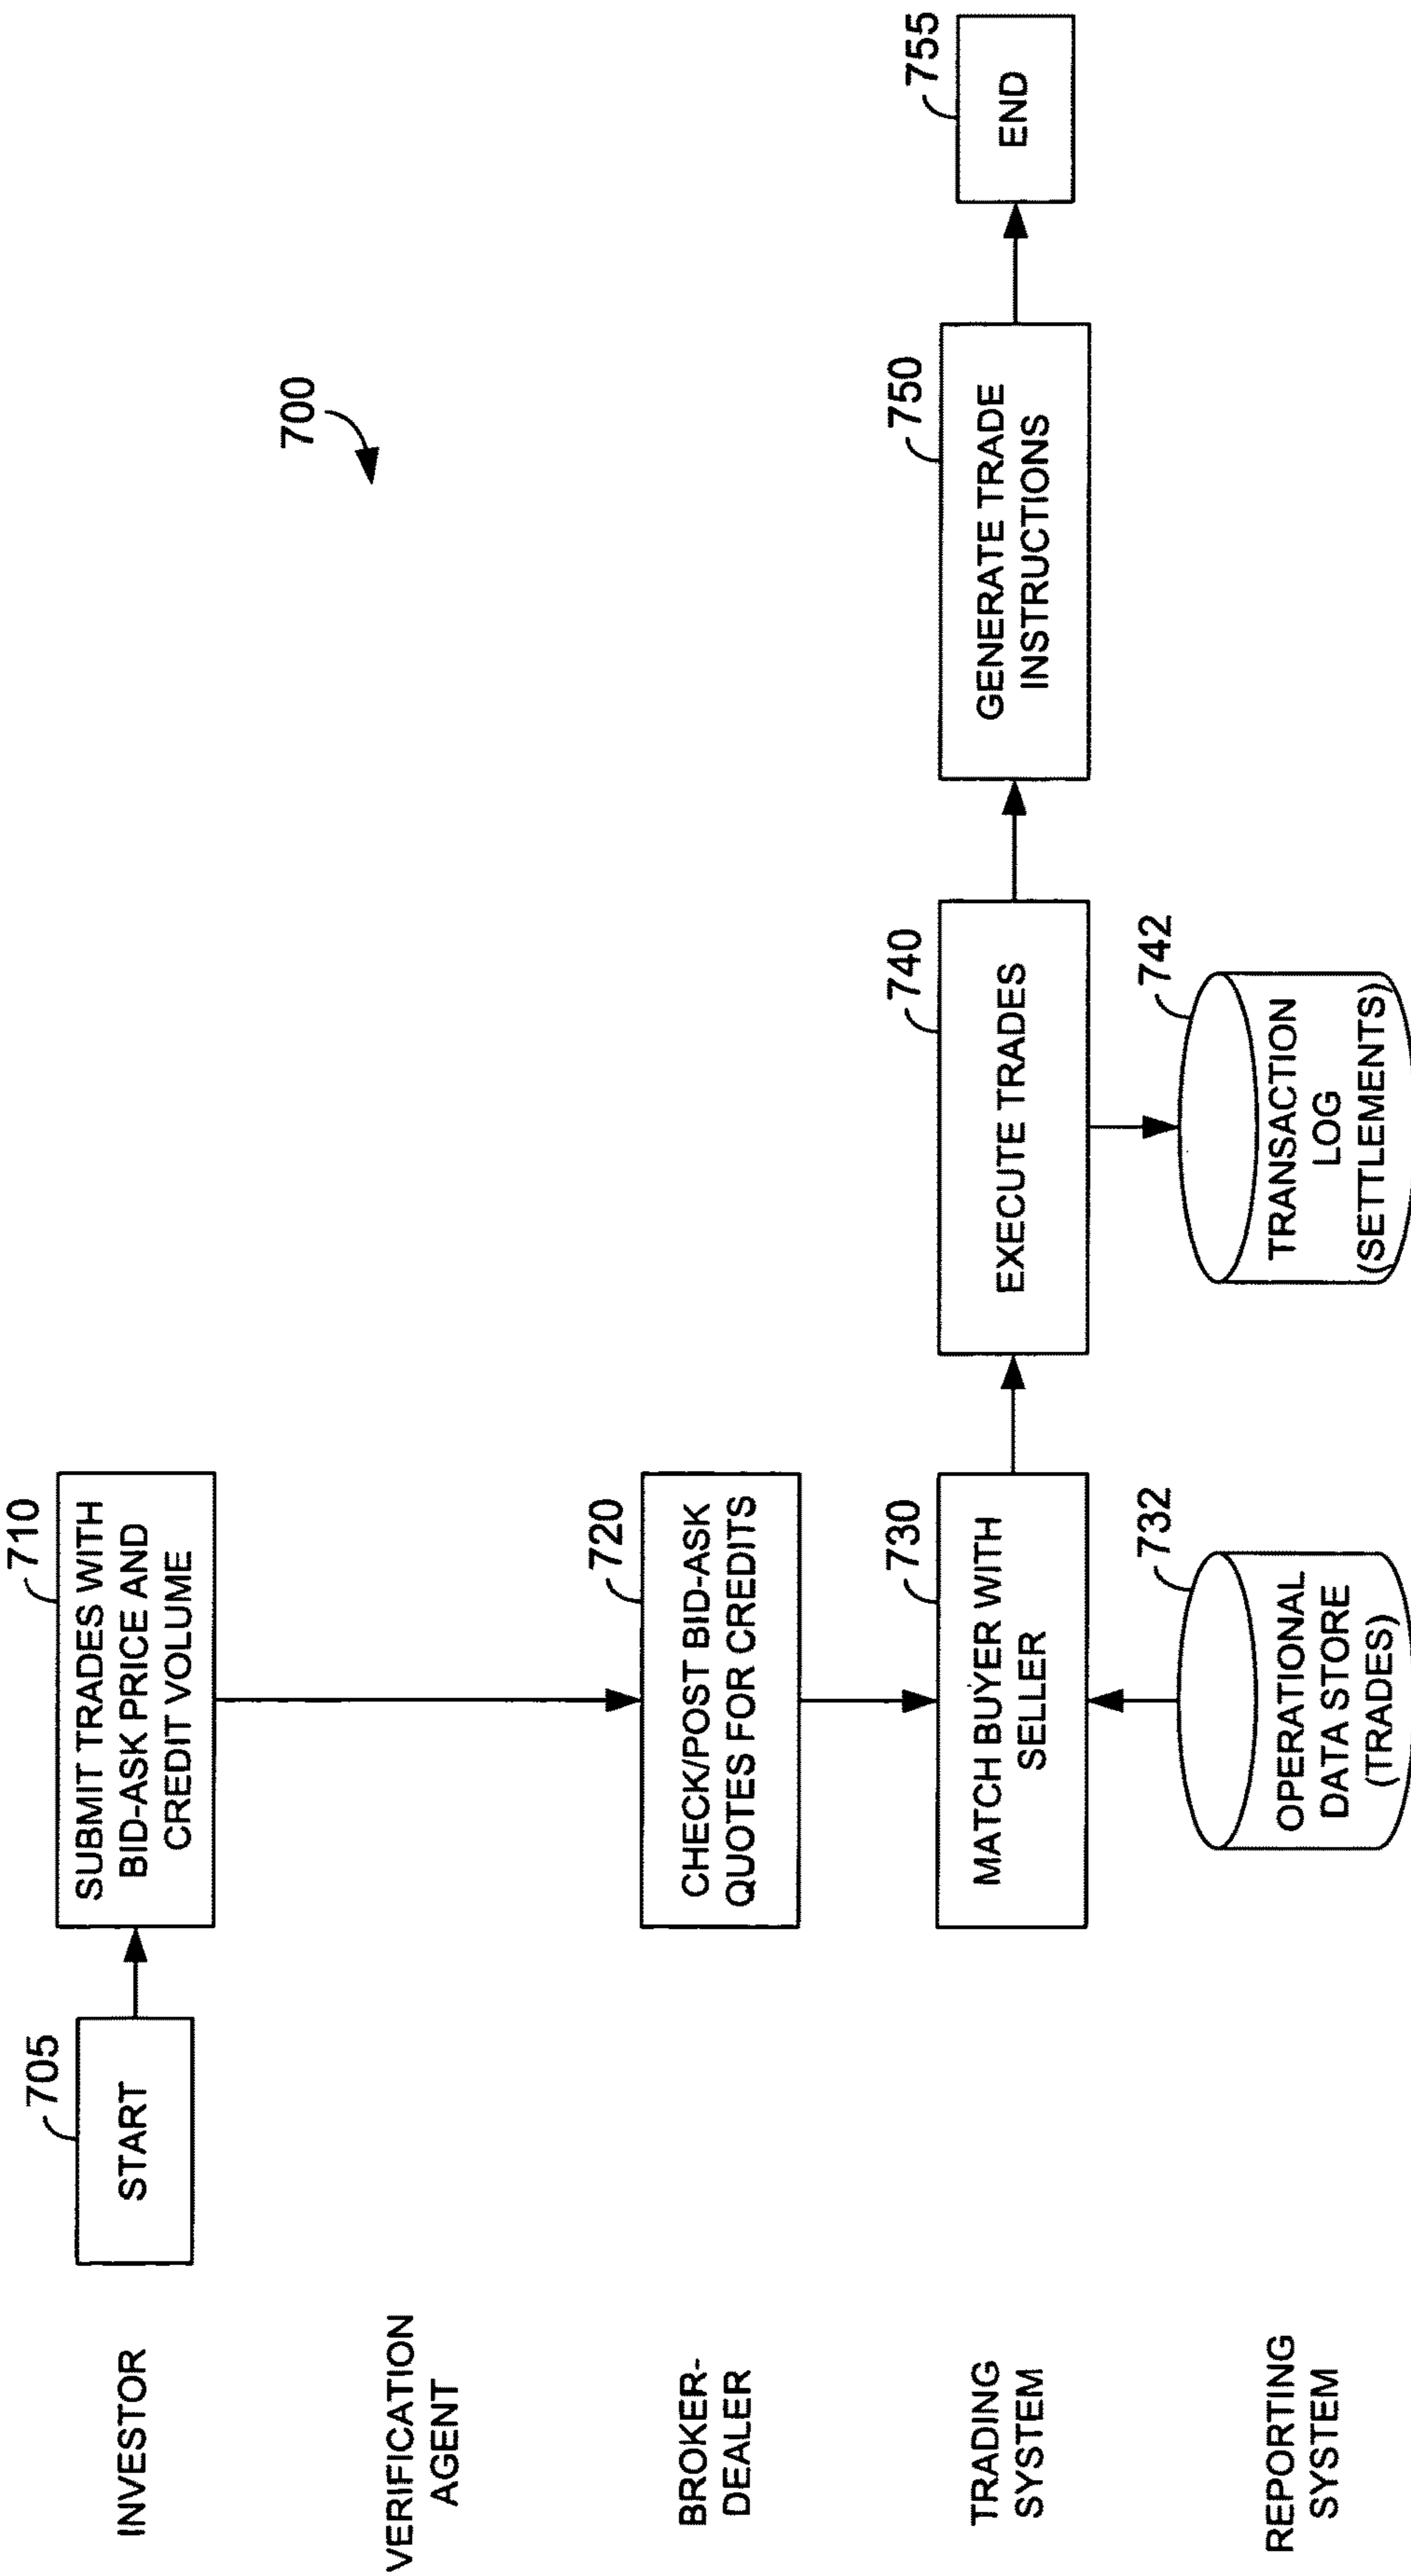 700
INVESTOR
705
START
710
SUBMIT TRADES WITH
BID-ASK PRICE AND
CREDIT VOLUME
VERIFICATION
AGENT
BROKER-
DEALER
720
CHECK/POST BID-ASK
QUOTES FOR CREDITS
TRADING
SYSTEM
730
MATCH BUYER WITH
SELLER
740
EXECUTE TRADES
750
GENERATE TRADE
INSTRUCTIONS
755
END
REPORTING
SYSTEM
732
OPERATIONAL
DATA STORE
(TRADES)
742
TRANSACTION
LOG
(SETTLEMENTS)